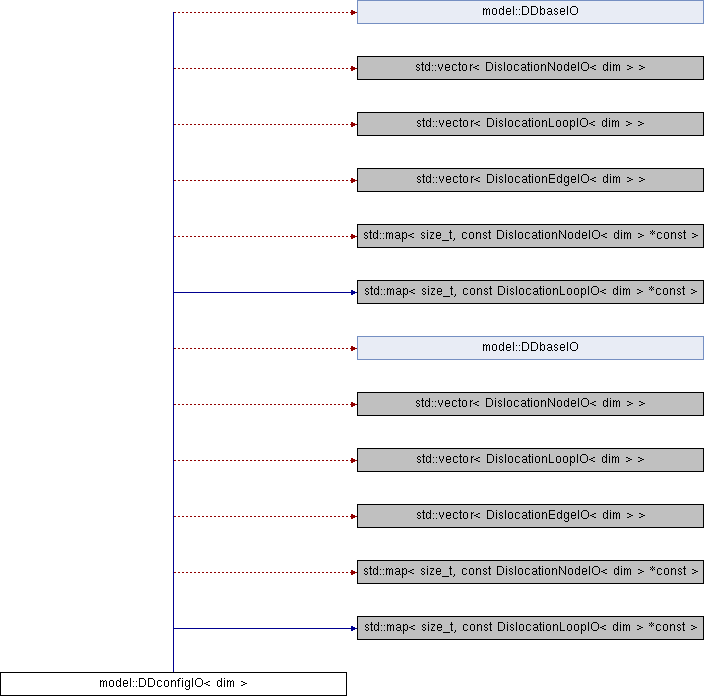 model::DDbaseIO
std::vector< DislocationNodeIO< dim > >
std::vector< DislocationLoopIO< dim > >
std::vector< DislocationEdgeIO< dim > >
std::map< size_t, const DislocationNodeIO< dim > *const >
std::map< size_t, const DislocationLoopIO< dim > *const >
model::DDbaseIO
std::vector< DislocationNodeIO< dim > >
std::vector< DislocationLoopIO< dim > >
std::vector< DislocationEdgeIO< dim > >
std::map< size_t, const DislocationNodeIO< dim > *const >
std::map< size_t, const DislocationLoopIO< dim > *const >
model::DDconfigIO< dim >